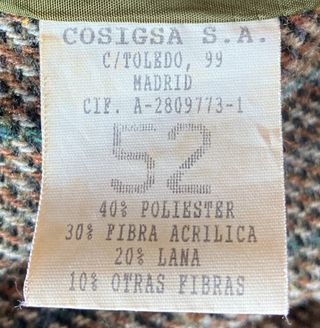 COSIGSA S.A.
C/TOLEDO, 99
MADRID
CIF. A-2809773-1
52
40% POLIESTER
30% FIBRA ACRILICA
20% LANA
10% OTRAS FIBRAS